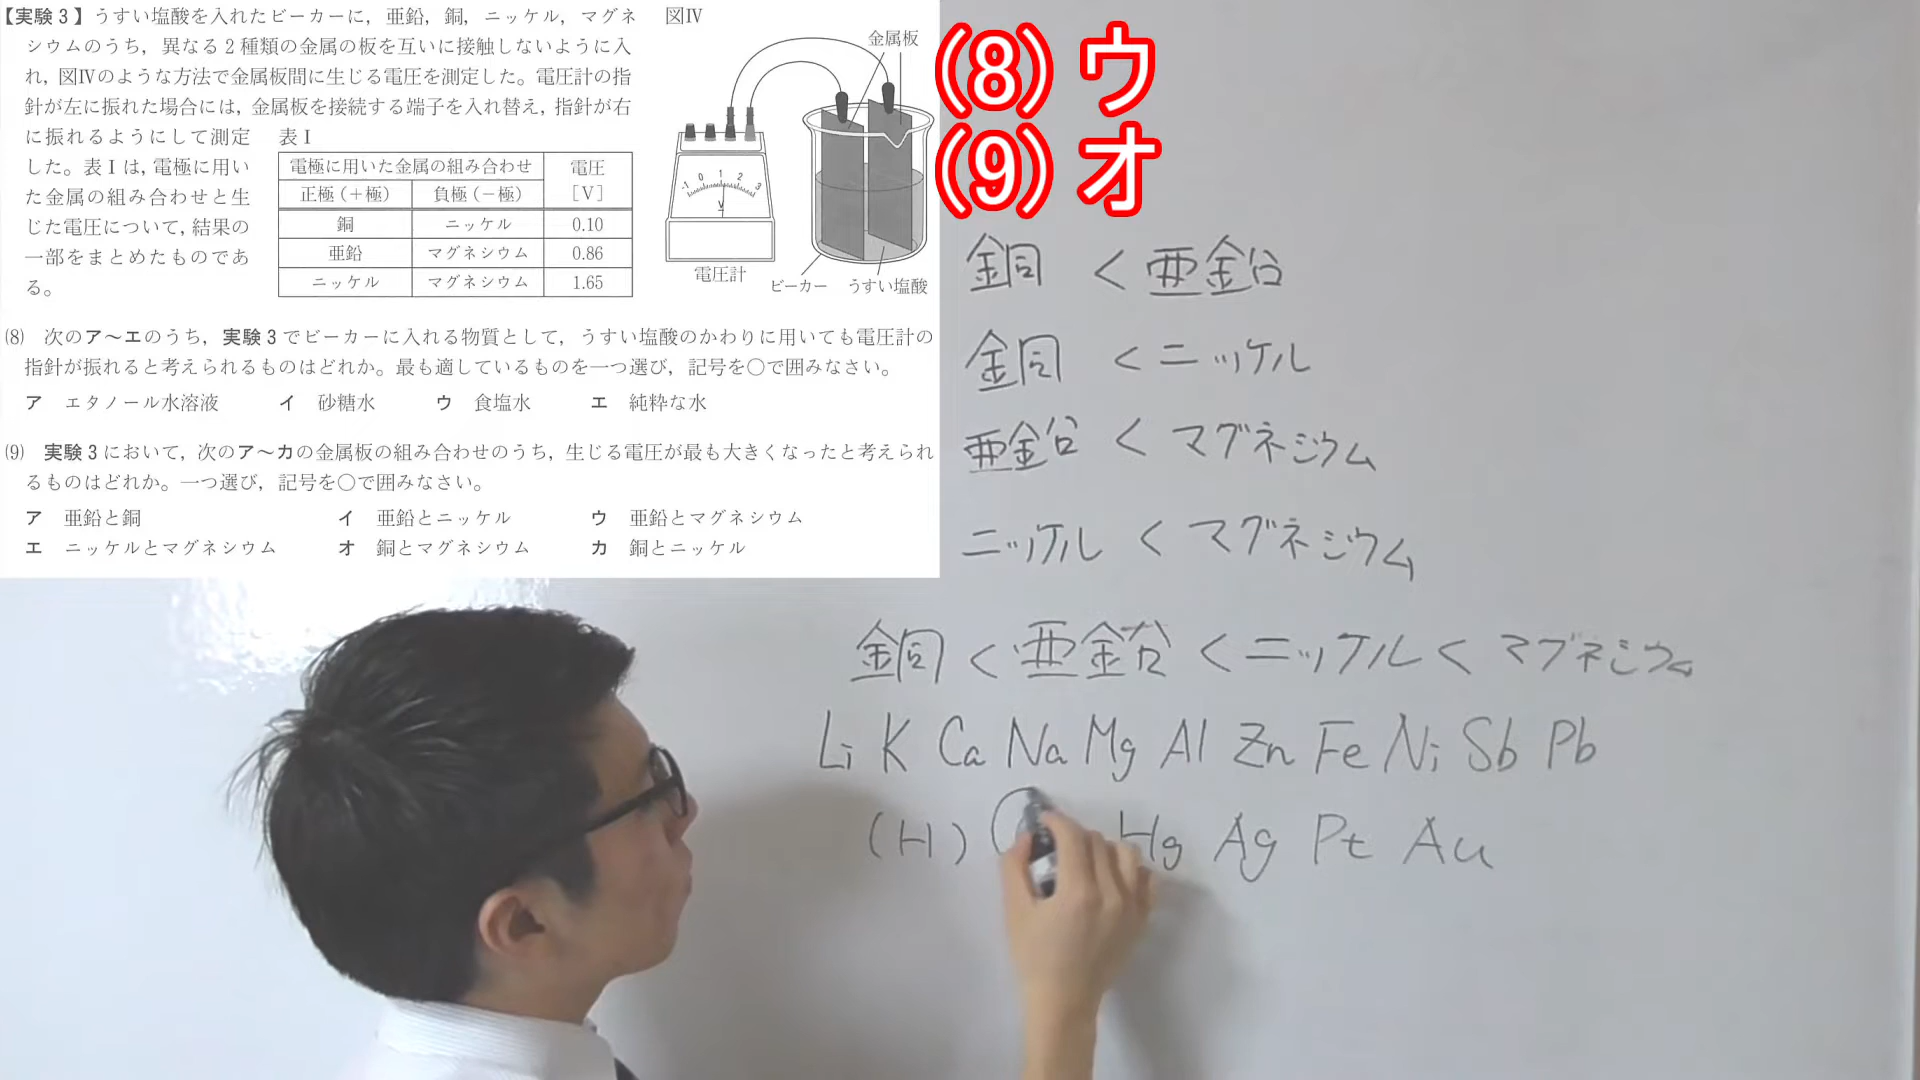 【実験3】うすい塩酸を入れたビーカーに，亜鉛，銅，ニッケル，マグネ
シウムのうち，異なる2種類の金属の板を互いに接触しないように入
れ，図Ⅳのような方法で金属板間に生じる電圧を測定した。電圧計の指
針が左に振れた場合には，金属板を接続する端子を入れ替え，指針が右
に振れるようにして測定
した。表Ⅰは，電極に用い
た金属の組み合わせと生
じた電圧について，結果の
一部をまとめたものであ
る。
表Ⅰ
電極に用いた金属の組み合わせ 電圧［V］
正極（＋極） 負極（－極）
銅 ニッケル 0.10
亜鉛 マグネシウム 0.86
ニッケル マグネシウム 1.65
図Ⅳ
金属板
-1 0 1 2 3
V
電圧計
ビーカー うすい塩酸
⑻ 次のア～エのうち，実験3でビーカーに入れる物質として，うすい塩酸のかわりに用いても電圧計の
指針が振れると考えられるものはどれか。最も適しているものを一つ選び，記号を○で囲みなさい。
ア エタノール水溶液 イ 砂糖水 ウ 食塩水 エ 純粋な水
⑼ 実験3において，次のア～カの金属板の組み合わせのうち，生じる電圧が最も大きくなったと考えられ
るものはどれか。一つ選び，記号を○で囲みなさい。
ア 亜鉛と銅 イ 亜鉛とニッケル ウ 亜鉛とマグネシウム
エ ニッケルとマグネシウム オ 銅とマグネシウム カ 銅とニッケル
(8) ウ
(9) オ
銅 < 亜鉛
銅 < ニッケル
亜鉛 < マグネシウム
ニッケル < マグネシウム
銅 < 亜鉛 < ニッケル < マグネシウム
Li K Ca Na Mg Al Zn Fe Ni Sb Pb
(H) Hg Ag Pt Au